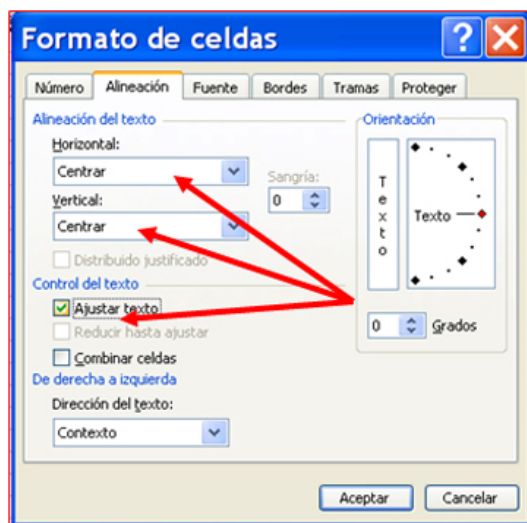 Formato de celdas
Número Alineación Fuente Bordes Tramas Proteger
Alineación del texto
Horizontal:
Centrar
Sangría:
0
Vertical:
Centrar
Distribuido justificado
Control del texto
Ajustar texto
Reducir hasta ajustar
Combinar celdas
De derecha a izquierda
Dirección del texto:
Contexto
Orientación
Texto
Texto
0 Grados
Aceptar Cancelar